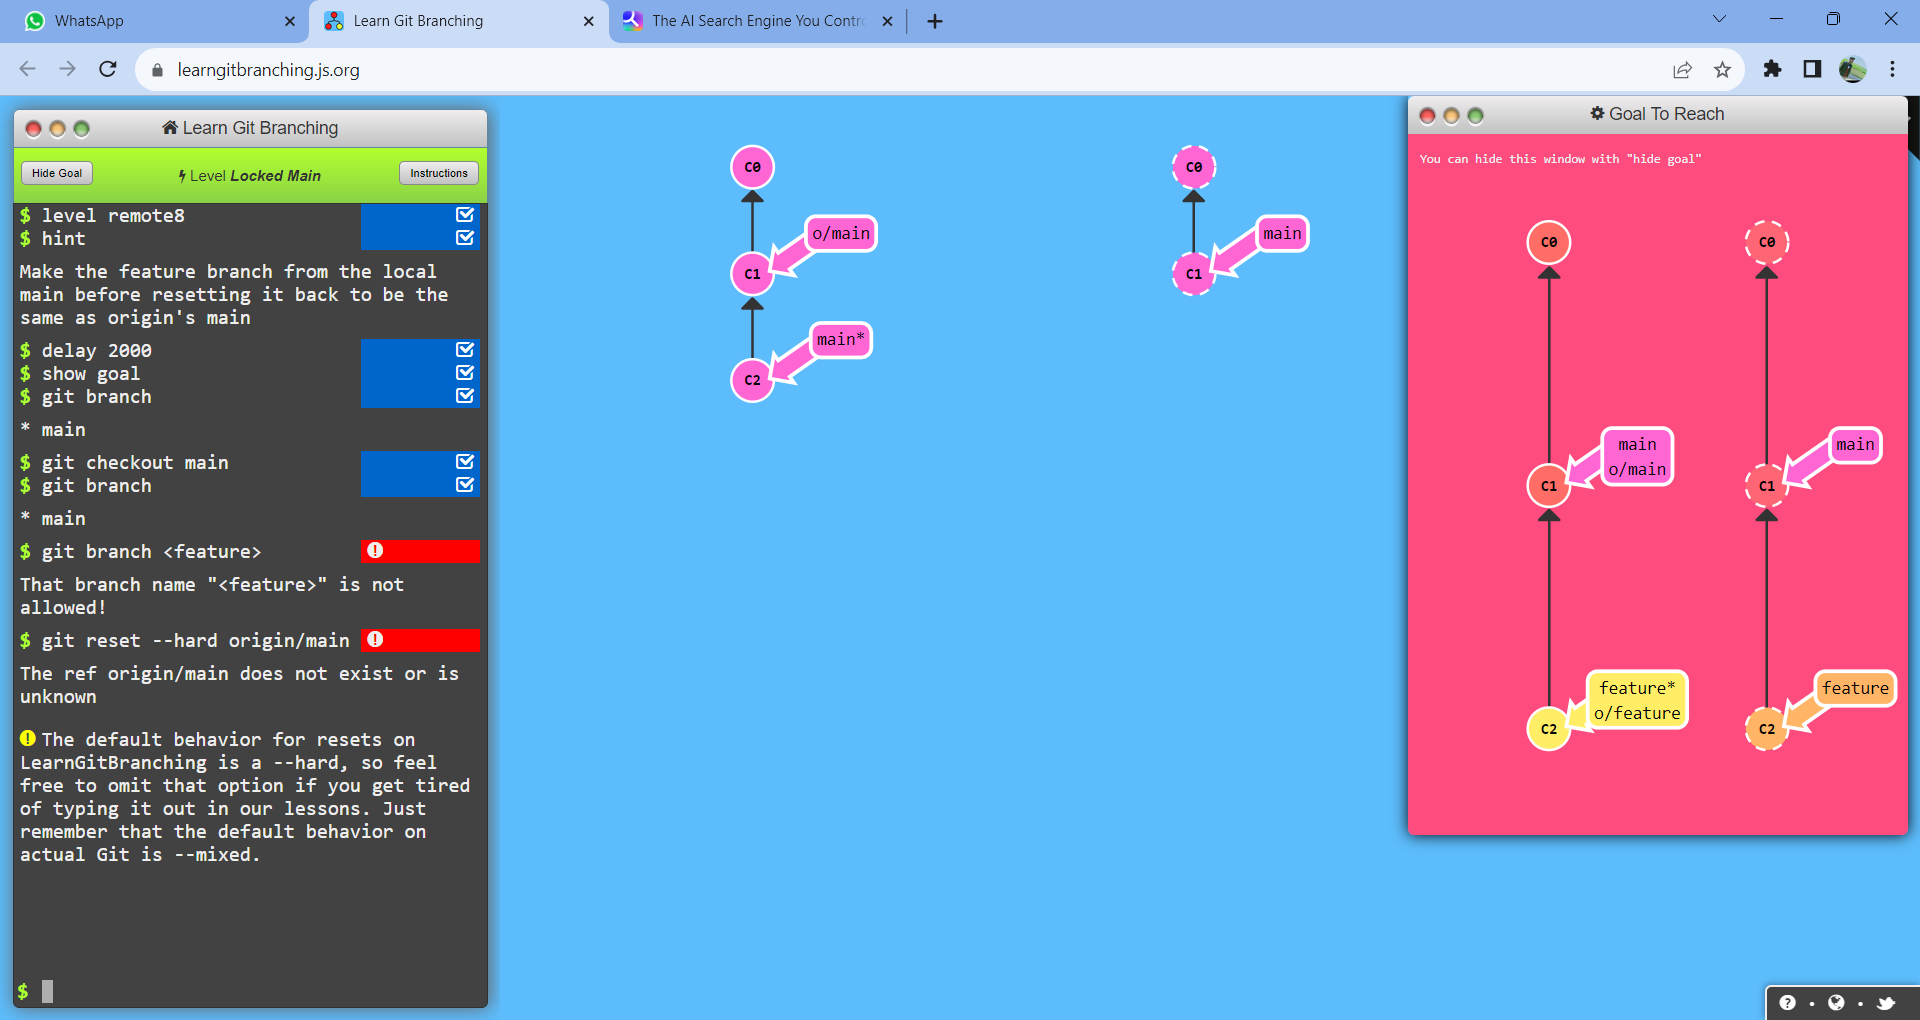 WhatsApp
Learn Git Branching
The AI Search Engine You Contro
learngitbranching.js.org
Learn Git Branching
Hide Goal
Level Locked Main
Instructions
$ level remote8
$ hint
Make the feature branch from the local
main before resetting it back to be the
same as origin's main
$ delay 2000
$ show goal
$ git branch
* main
$ git checkout main
$ git branch
* main
$ git branch <feature>
That branch name "<feature>" is not
allowed!
$ git reset --hard origin/main
The ref origin/main does not exist or is
unknown
The default behavior for resets on
LearnGitBranching is a --hard, so feel
free to omit that option if you get tired
of typing it out in our lessons. Just
remember that the default behavior on
actual Git is --mixed.
$
C0
o/main
C1
main*
C2
C0
main
C1
Goal To Reach
You can hide this window with "hide goal"
C0
C0
main
o/main
C1
main
C1
feature*
o/feature
C2
feature
C2